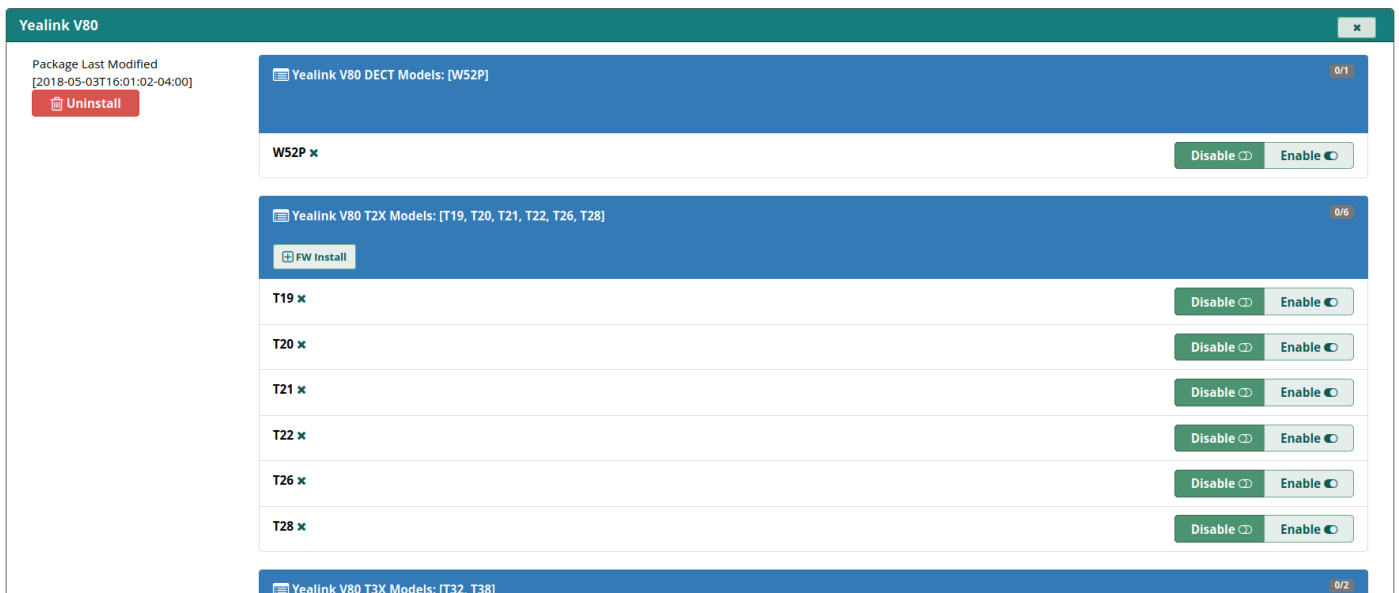 Yealink V80
Package Last Modified
[2018-05-03T16:01:02-04:00]
Uninstall
Yealink V80 DECT Models: [W52P]
0/1
W52P
Disable Enable
Yealink V80 T2X Models: [T19, T20, T21, T22, T26, T28]
0/6
FW Install
T19
Disable Enable
T20
Disable Enable
T21
Disable Enable
T22
Disable Enable
T26
Disable Enable
T28
Disable Enable
Yealink V80 T3X Models: [T32, T38]
0/2